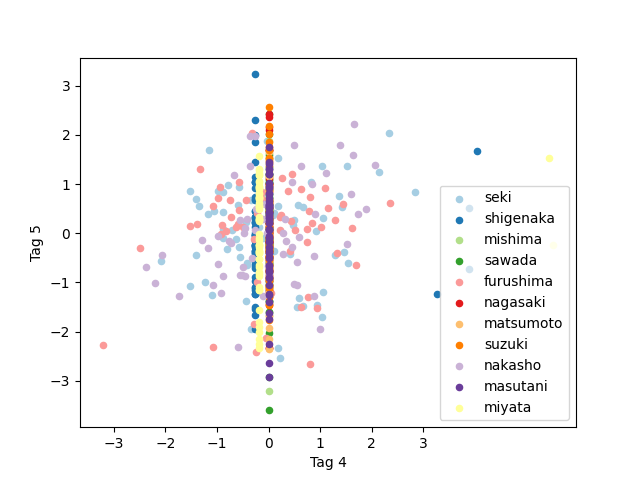 3
2
1
0
−1
−2
−3
Tag 5
−3
−2
−1
0
1
2
3
Tag 4
seki
shigenaka
mishima
sawada
furushima
nagasaki
matsumoto
suzuki
nakasho
masutani
miyata